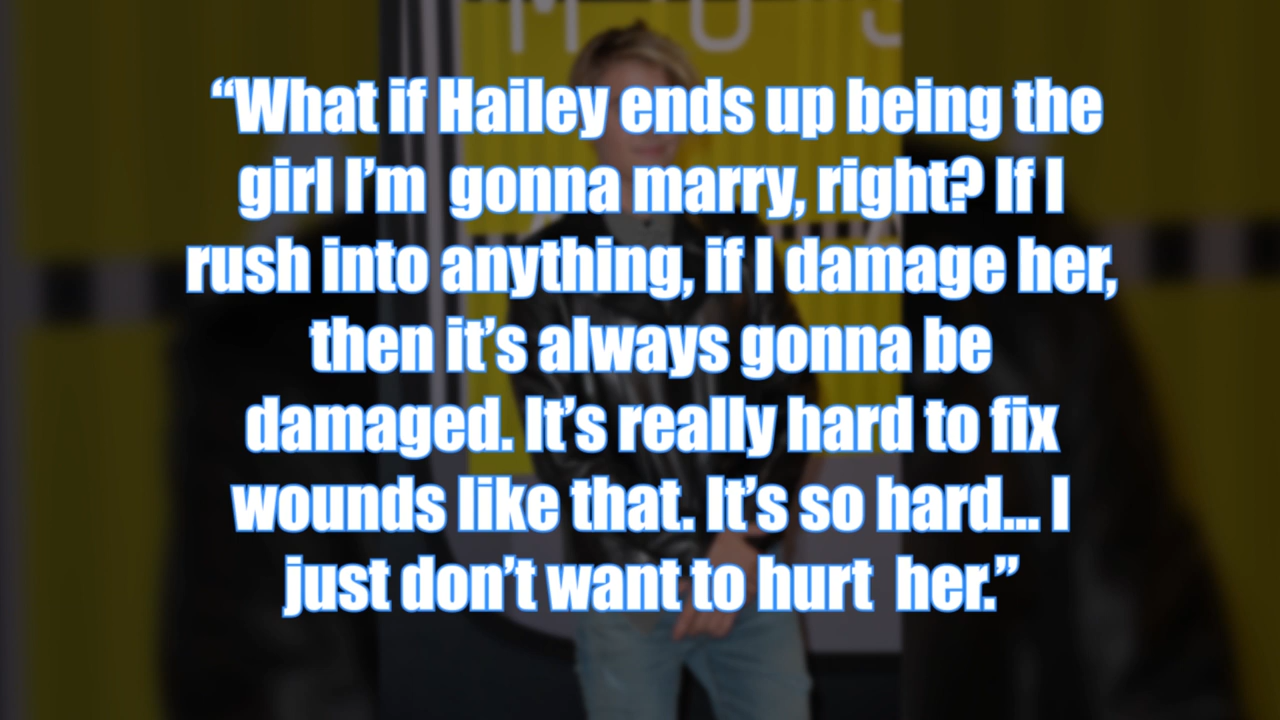 M U S
“What if Hailey ends up being the
girl I’m  gonna marry, right? If I
rush into anything, if I damage her,
then it’s always gonna be
damaged. It’s really hard to fix
wounds like that. It’s so hard... I
just don’t want to hurt  her.”